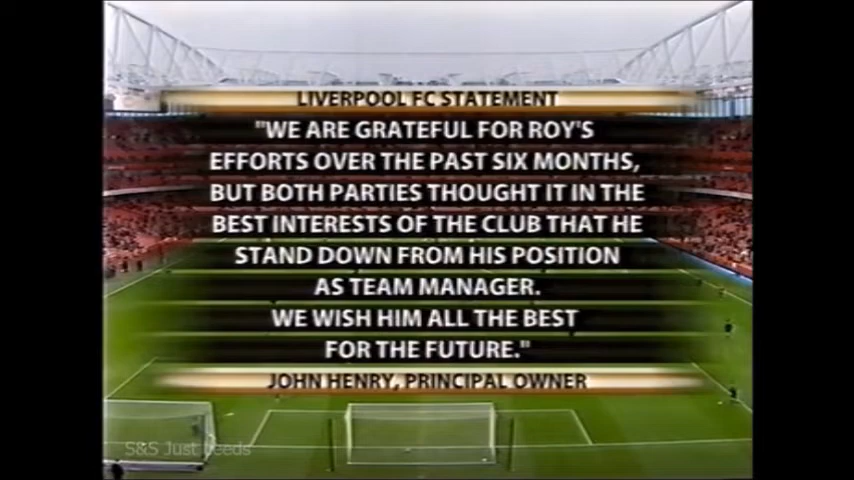 LIVERPOOL FC STATEMENT
"WE ARE GRATEFUL FOR ROY'S
EFFORTS OVER THE PAST SIX MONTHS,
BUT BOTH PARTIES THOUGHT IT IN THE
BEST INTERESTS OF THE CLUB THAT HE
STAND DOWN FROM HIS POSITION
AS TEAM MANAGER.
WE WISH HIM ALL THE BEST
FOR THE FUTURE."
JOHN HENRY, PRINCIPAL OWNER
S&S Just Leeds